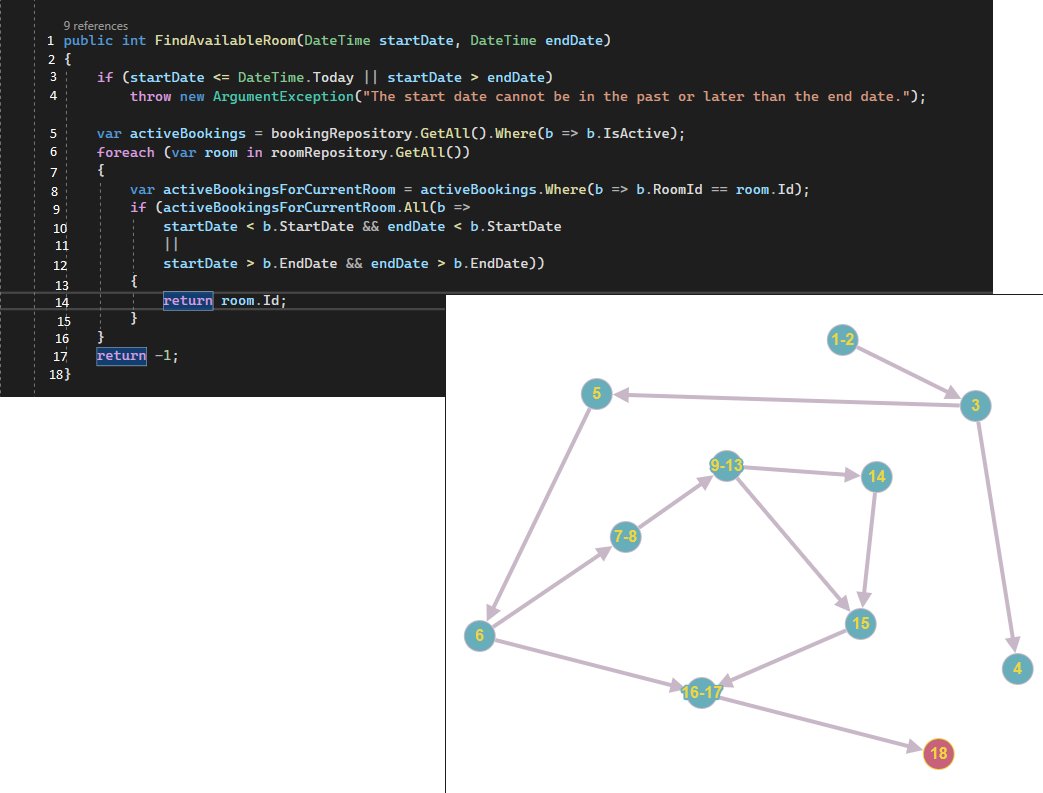 9 references
1 public int FindAvailableRoom(DateTime startDate, DateTime endDate)
2 {
3 if (startDate <= DateTime.Today || startDate > endDate)
4 throw new ArgumentException("The start date cannot be in the past or later than the end date.");
5 var activeBookings = bookingRepository.GetAll().Where(b => b.IsActive);
6 foreach (var room in roomRepository.GetAll())
7 {
8 var activeBookingsForCurrentRoom = activeBookings.Where(b => b.RoomId == room.Id);
9 if (activeBookingsForCurrentRoom.All(b =>
10 startDate < b.StartDate && endDate < b.StartDate
11 ||
12 startDate > b.EndDate && endDate > b.EndDate))
13 {
14 return room.Id;
15 }
16 }
17 return -1;
18 }
1-2
5
3
9-13
14
7-8
6
15
4
16-17
18